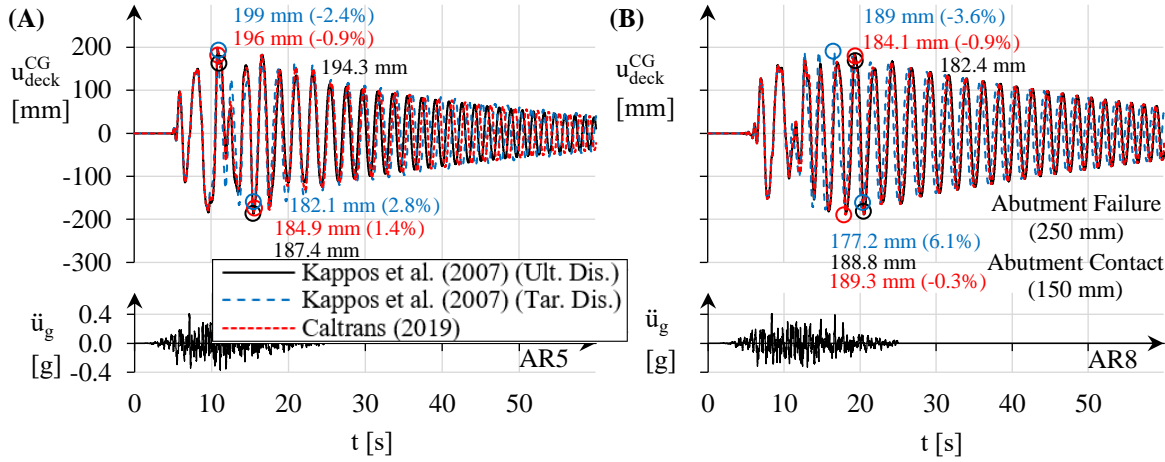 (A)
199 mm (-2.4%)
196 mm (-0.9%)
194.3 mm
200
100
0
-100
-200
-300
u_deck^CG
[mm]
182.1 mm (2.8%)
184.9 mm (1.4%)
187.4 mm
Kappos et al. (2007) (Ult. Dis.)
Kappos et al. (2007) (Tar. Dis.)
Caltrans (2019)
ü_g
[g]
0.4
0.0
-0.4
AR5
0 10 20 30 40 50
t [s]
(B)
189 mm (-3.6%)
184.1 mm (-0.9%)
182.4 mm
u_deck^CG
[mm]
177.2 mm (6.1%)
188.8 mm
189.3 mm (-0.3%)
Abutment Failure
(250 mm)
Abutment Contact
(150 mm)
ü_g
[g]
AR8
0 10 20 30 40 50
t [s]